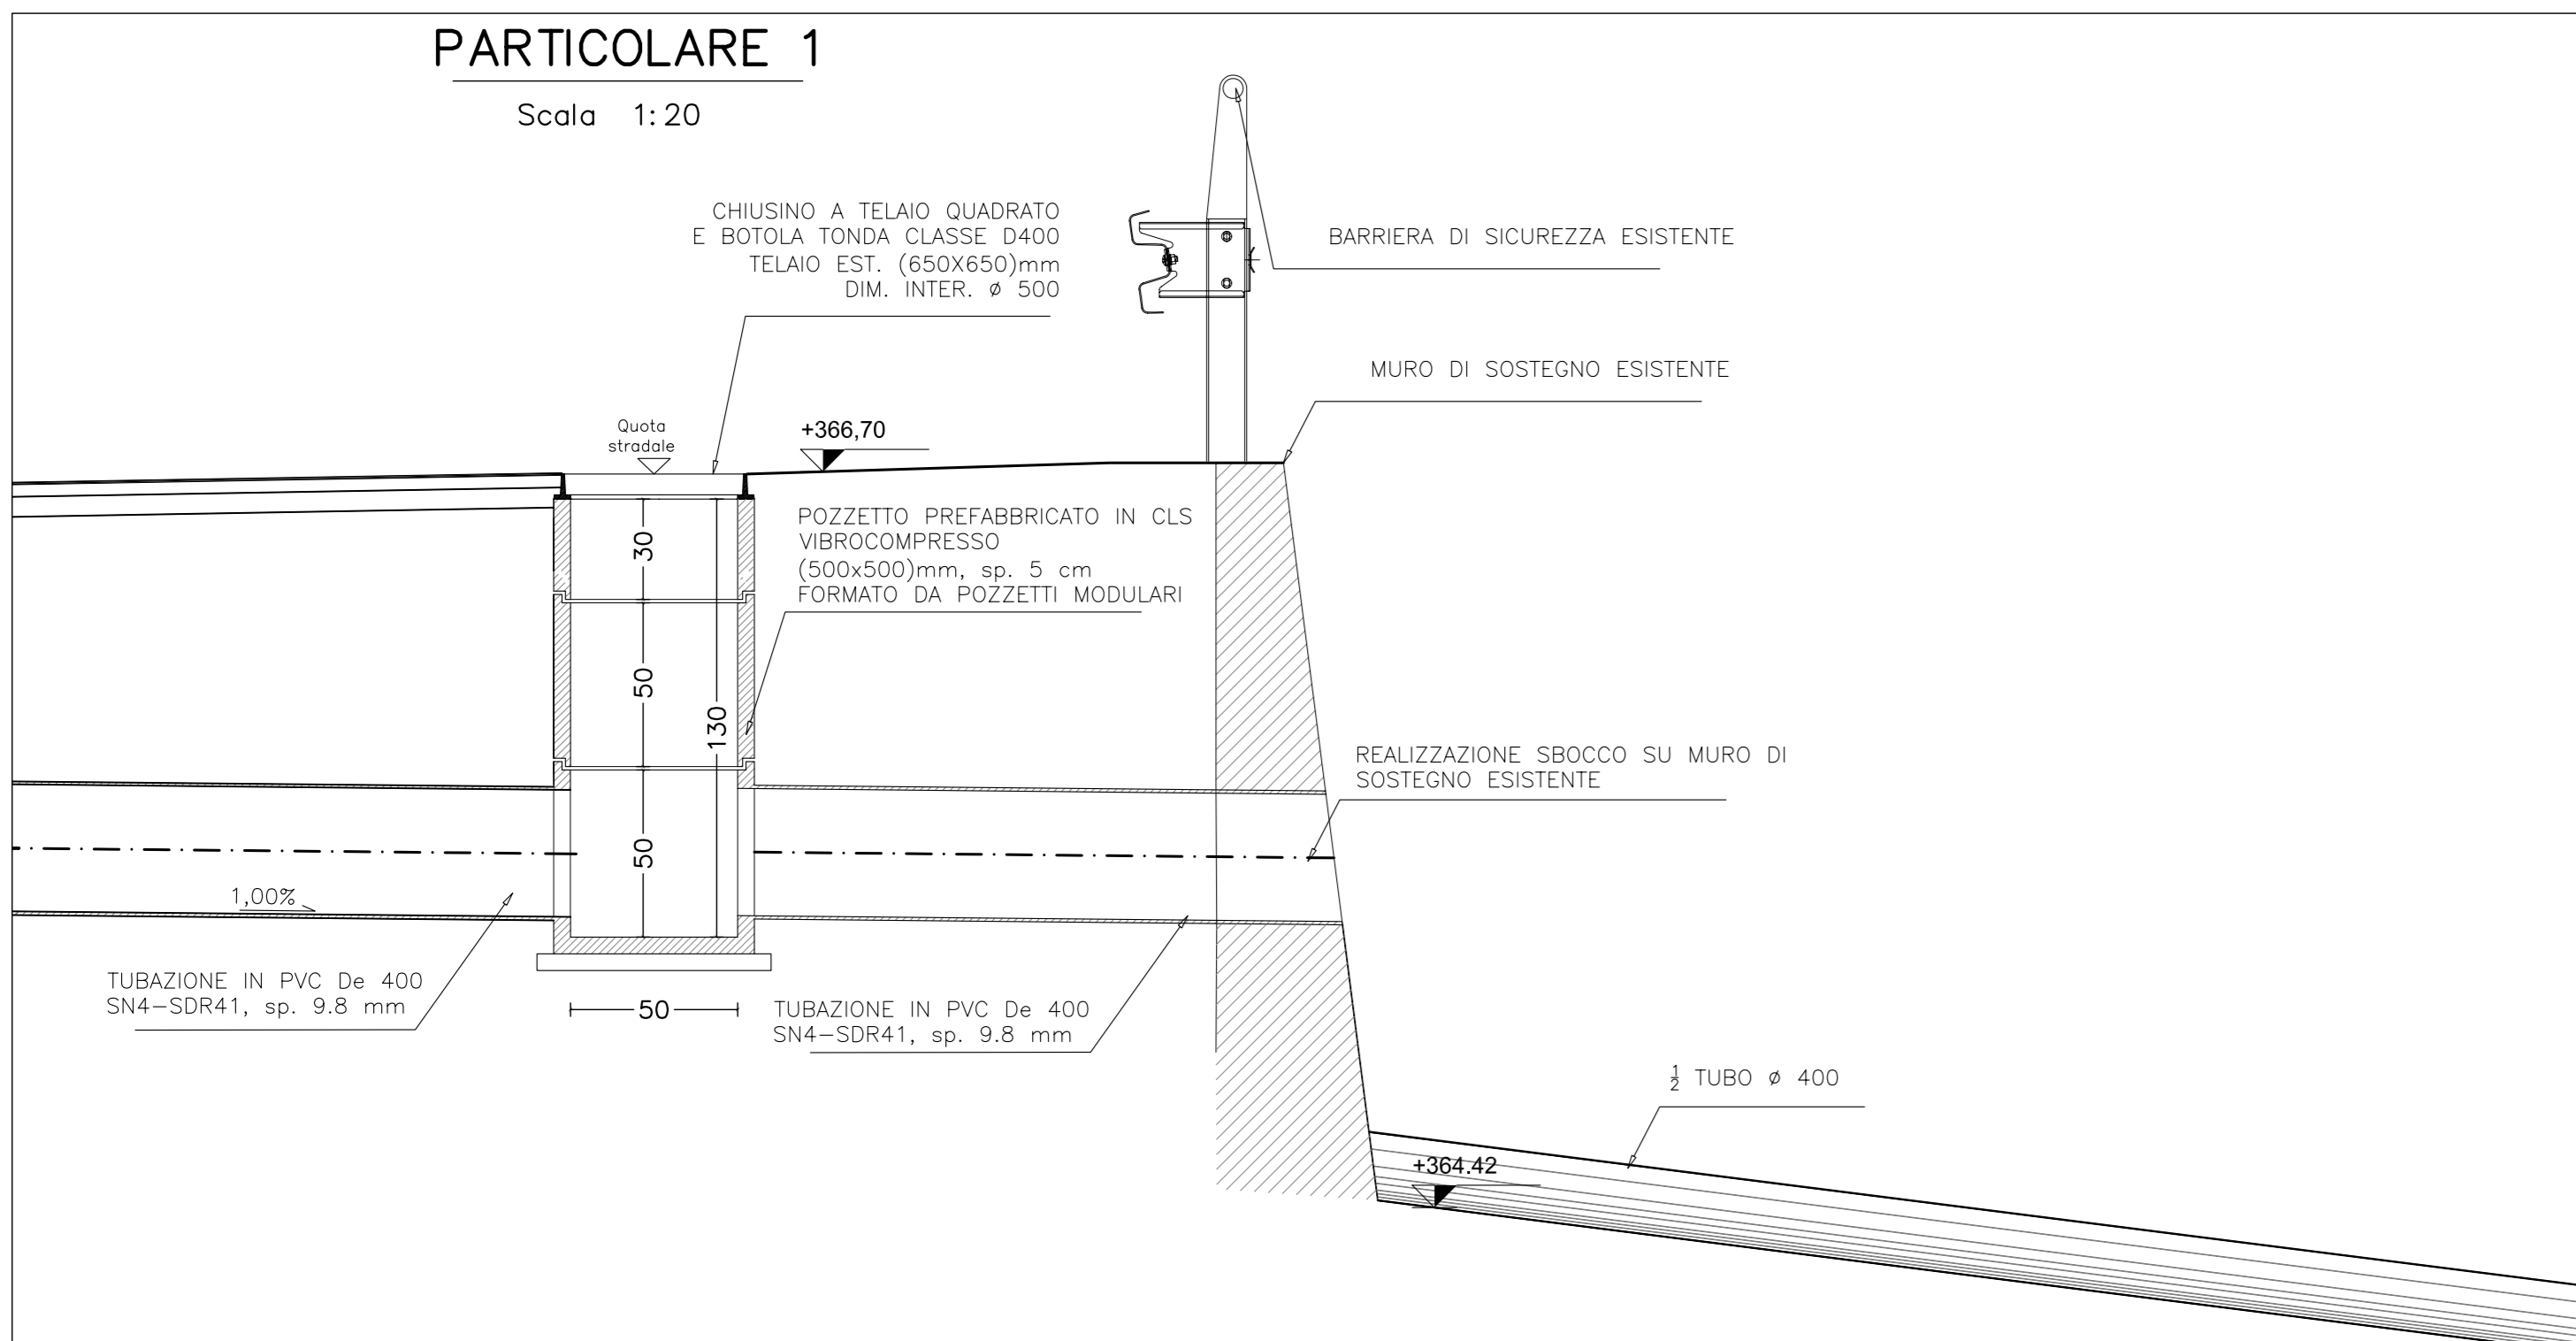 PARTICOLARE 1
Scala 1:20
CHIUSINO A TELAIO QUADRATO
E BOTOLA TONDA CLASSE D400
TELAIO EST. (650X650)mm
DIM. INTER. ø 500
BARRIERA DI SICUREZZA ESISTENTE
MURO DI SOSTEGNO ESISTENTE
Quota
stradale
+366,70
POZZETTO PREFABBRICATO IN CLS
VIBROCOMPRESSO
(500x500)mm, sp. 5 cm
FORMATO DA POZZETTI MODULARI
30
50
130
50
REALIZZAZIONE SBOCCO SU MURO DI
SOSTEGNO ESISTENTE
1,00%
TUBAZIONE IN PVC De 400
SN4-SDR41, sp. 9.8 mm
50
TUBAZIONE IN PVC De 400
SN4-SDR41, sp. 9.8 mm
½ TUBO ø 400
+364.42